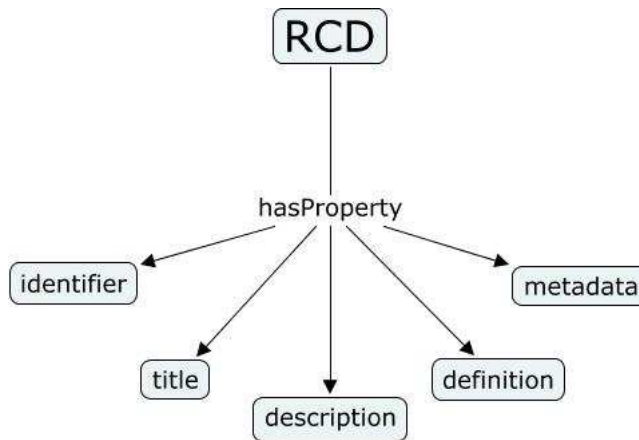 RCD
hasProperty
identifier
metadata
title
definition
description